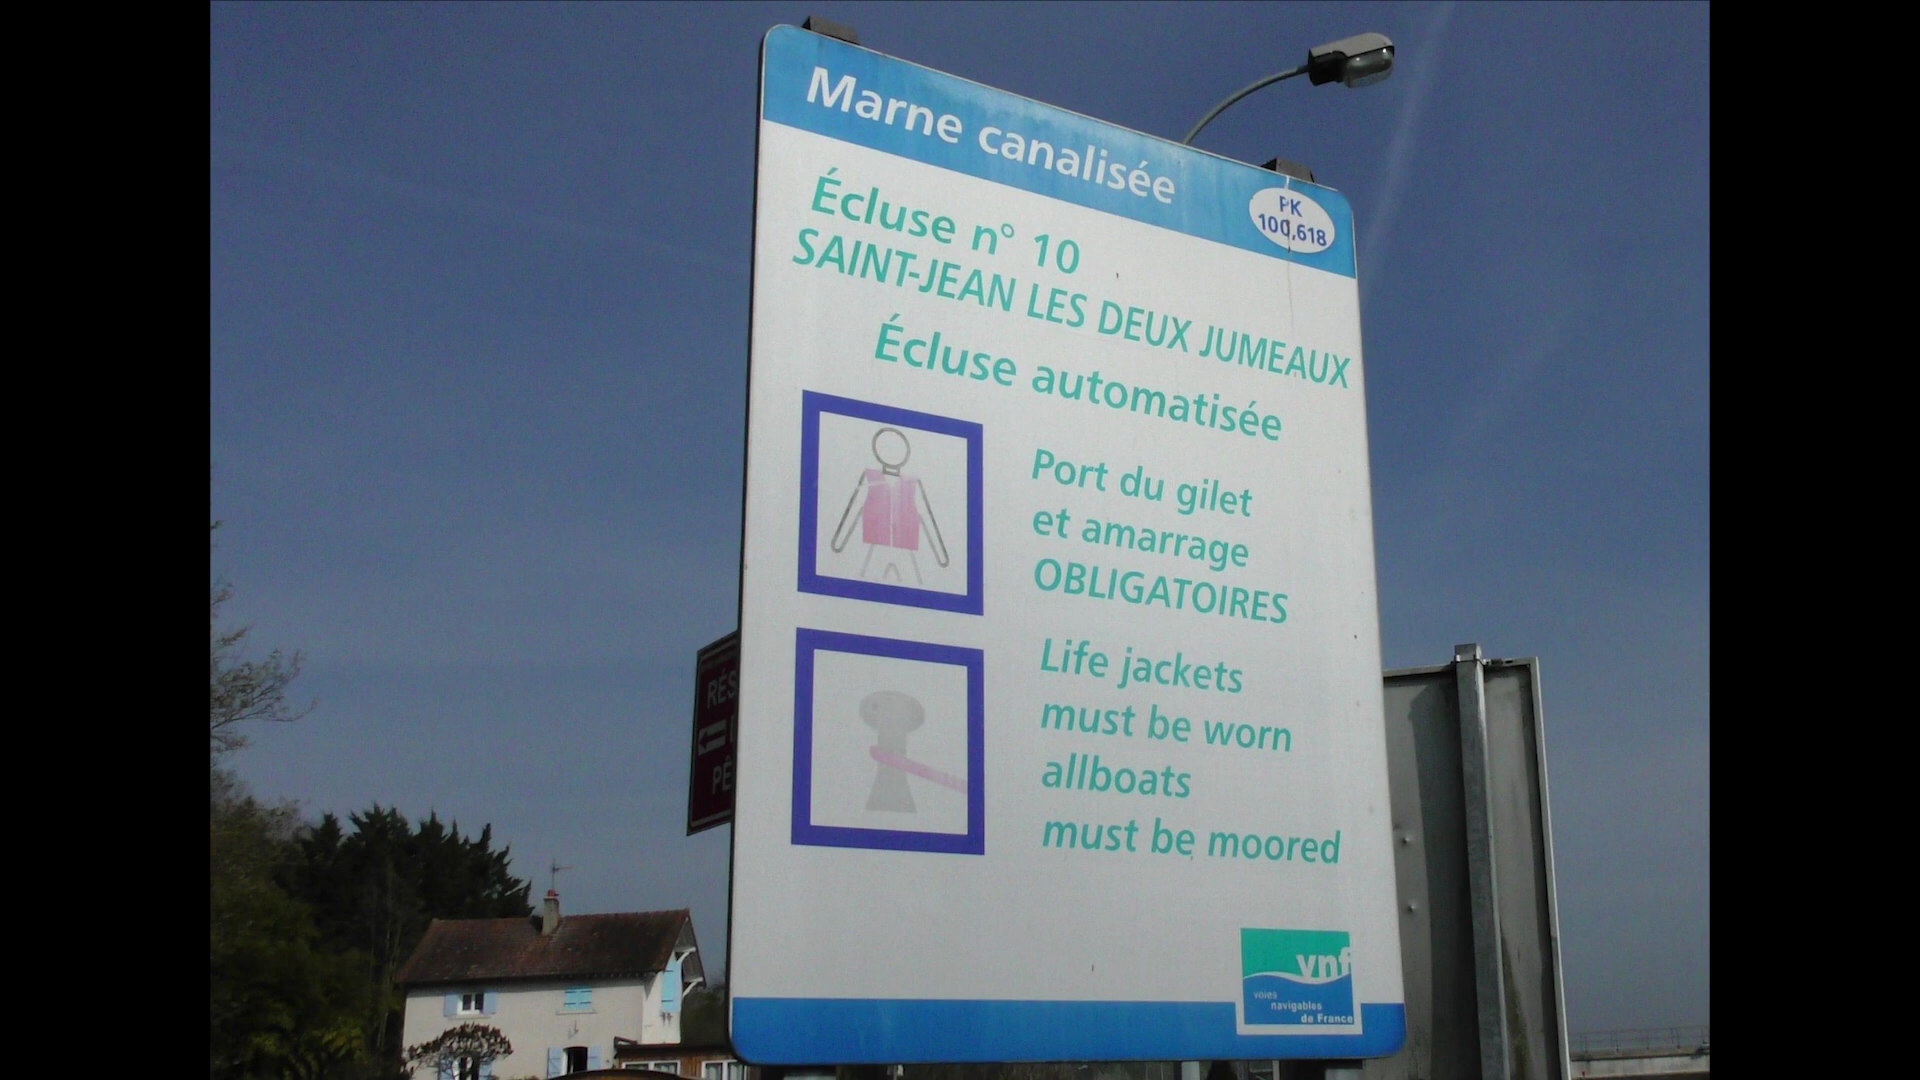 Marne canalisée
PK
100,618
Écluse n° 10
SAINT-JEAN LES DEUX JUMEAUX
Écluse automatisée
Port du gilet
et amarrage
OBLIGATOIRES
Life jackets
must be worn
allboats
must be moored
vnf
voies
navigables
de France